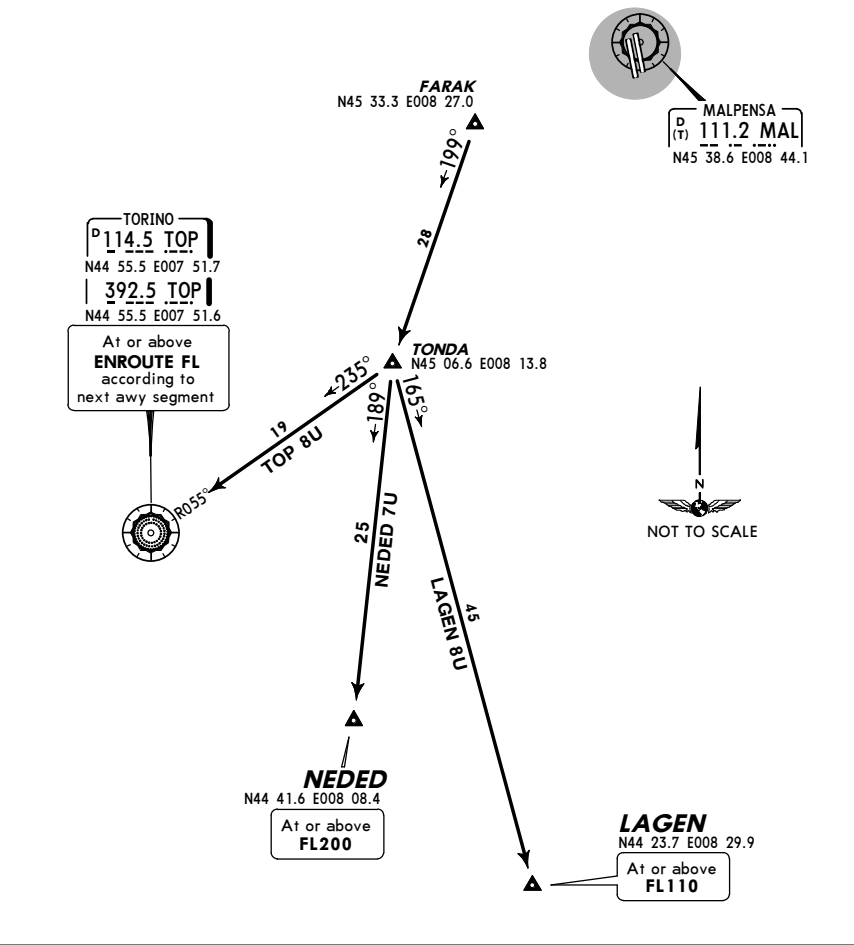 FARAK
N45 33.3 E008 27.0
MALPENSA
D
(T) 111.2 MAL
N45 38.6 E008 44.1
199°
28
TORINO
D 114.5 TOP
N44 55.5 E007 51.7
392.5 TOP
N44 55.5 E007 51.6
At or above
ENROUTE FL
according to
next awy segment
TONDA
N45 06.6 E008 13.8
235°
189°
165°
19
TOP 8U
R055°
25
NEDED 7U
45
LAGEN 8U
N
NOT TO SCALE
NEDED
N44 41.6 E008 08.4
At or above
FL200
LAGEN
N44 23.7 E008 29.9
At or above
FL110